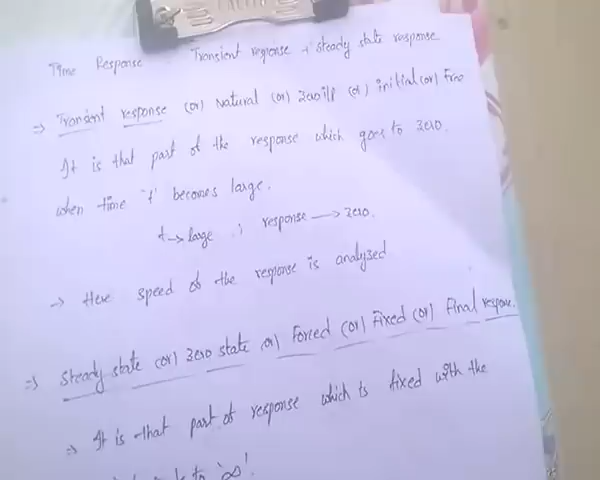 Time Response Transient response + steady state response
⇒ Transient response (or) Natural (or) zero i/p (or) initial (or) Free
It is that part of the response which goes to zero.
when time 't' becomes large.
t → large ; response → zero.
→ Here speed of the response is analyzed
⇒ Steady state (or) zero state (or) Forced (or) Fixed (or) Final response.
⇒ It is that part of response which is fixed with the
to '∞'.